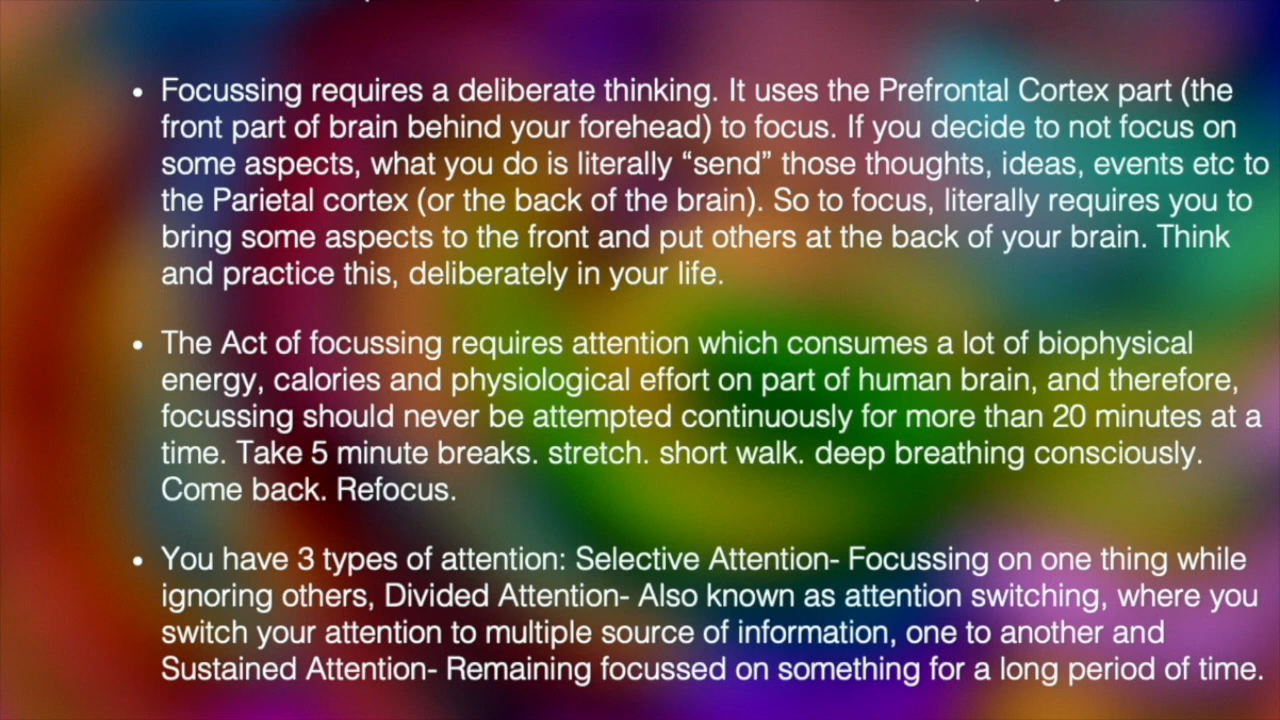 • Focussing requires a deliberate thinking. It uses the Prefrontal Cortex part (the
front part of brain behind your forehead) to focus. If you decide to not focus on
some aspects, what you do is literally “send” those thoughts, ideas, events etc to
the Parietal cortex (or the back of the brain). So to focus, literally requires you to
bring some aspects to the front and put others at the back of your brain. Think
and practice this, deliberately in your life.
• The Act of focussing requires attention which consumes a lot of biophysical
energy, calories and physiological effort on part of human brain, and therefore,
focussing should never be attempted continuously for more than 20 minutes at a
time. Take 5 minute breaks. stretch. short walk. deep breathing consciously.
Come back. Refocus.
• You have 3 types of attention: Selective Attention- Focussing on one thing while
ignoring others, Divided Attention- Also known as attention switching, where you
switch your attention to multiple source of information, one to another and
Sustained Attention- Remaining focussed on something for a long period of time.